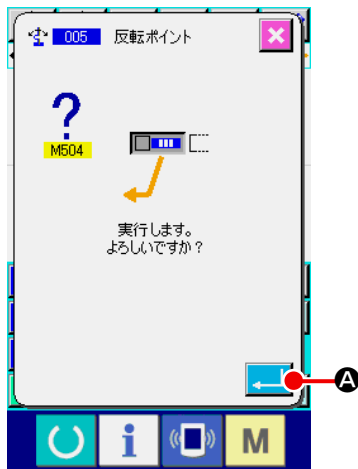 005 反転ポイント
M504
実行します。
よろしいですか?
A
M